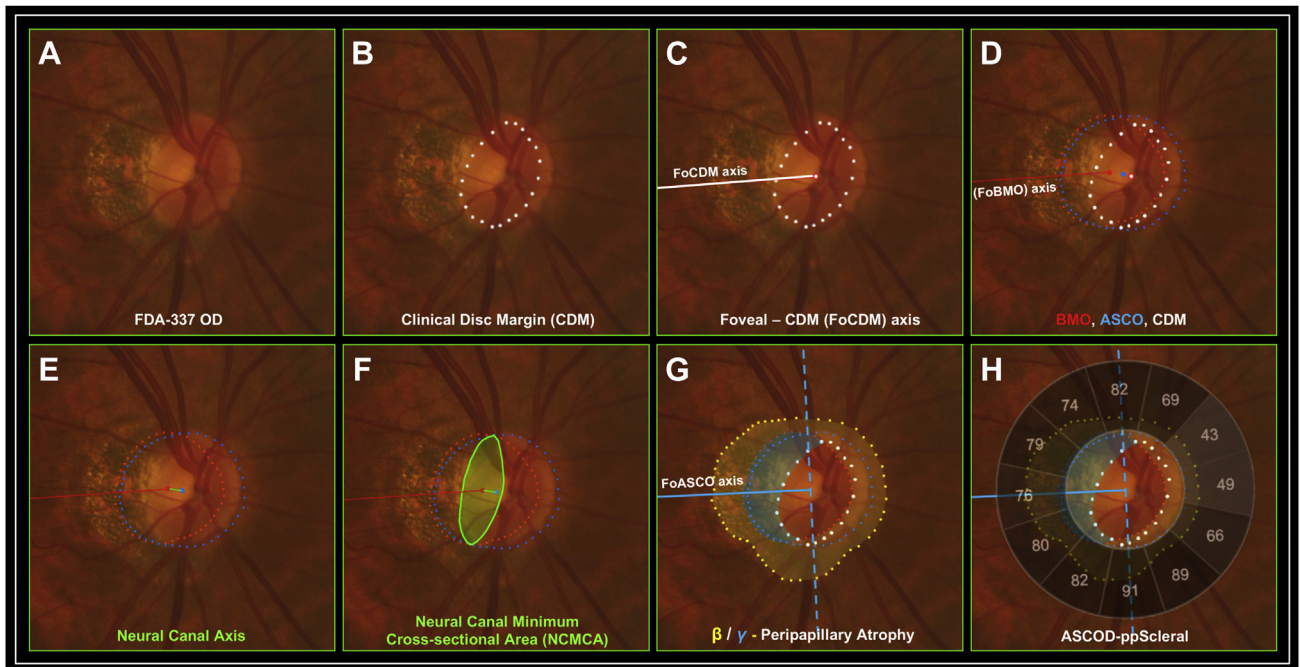 A
FDA-337 OD
B
Clinical Disc Margin (CDM)
C
FoCDM axis
Foveal – CDM (FoCDM) axis
D
(FoBMO) axis
BMO, ASCO, CDM
E
Neural Canal Axis
F
Neural Canal Minimum
Cross-sectional Area (NCMCA)
G
FoASCO axis
β / γ - Peripapillary Atrophy
H
82
74
69
79
43
76
49
80
66
82
91
89
ASCOD-ppScleral